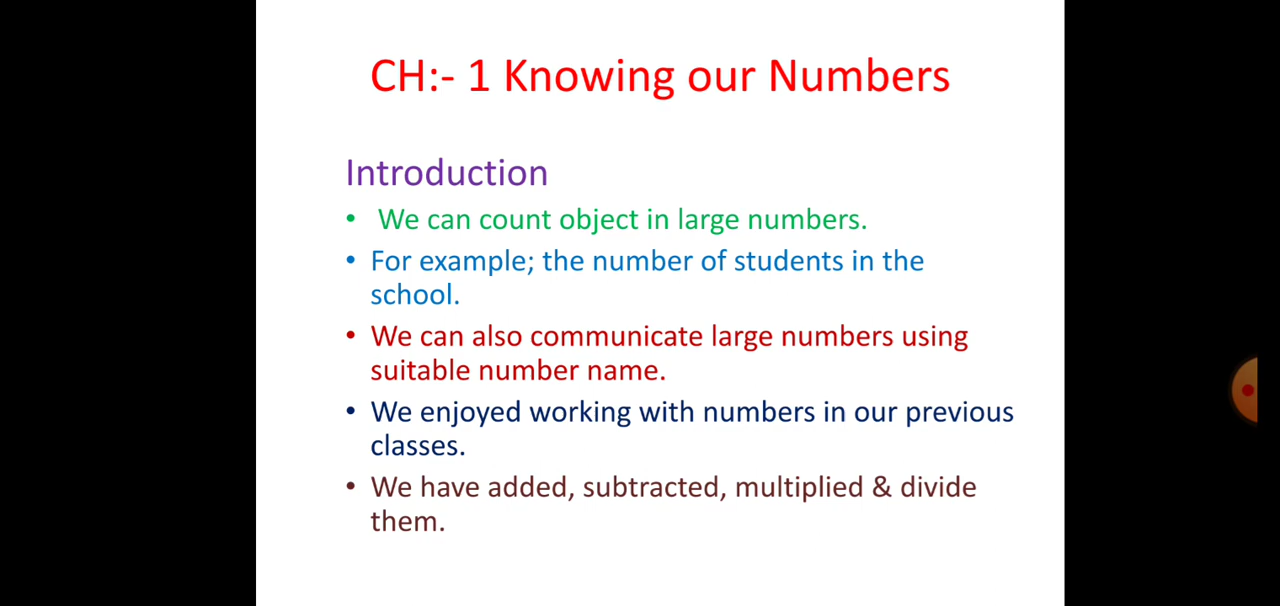 CH:- 1 Knowing our Numbers
Introduction
• We can count object in large numbers.
• For example; the number of students in the
school.
• We can also communicate large numbers using
suitable number name.
• We enjoyed working with numbers in our previous
classes.
• We have added, subtracted, multiplied & divide
them.